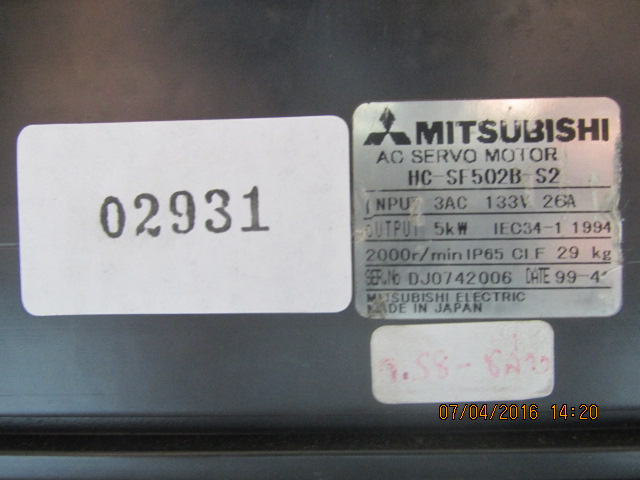 02931
MITSUBISHI
AC SERVO MOTOR
HC-SF502B-S2
INPUT 3AC 133V 26A
OUTPUT 5kW IEC34-1 1994
2000r/min IP65 Cl F 29 kg
SER.No DJ0742006 DATE 99-4
MITSUBISHI ELECTRIC
MADE IN JAPAN
07/04/2016 14:20